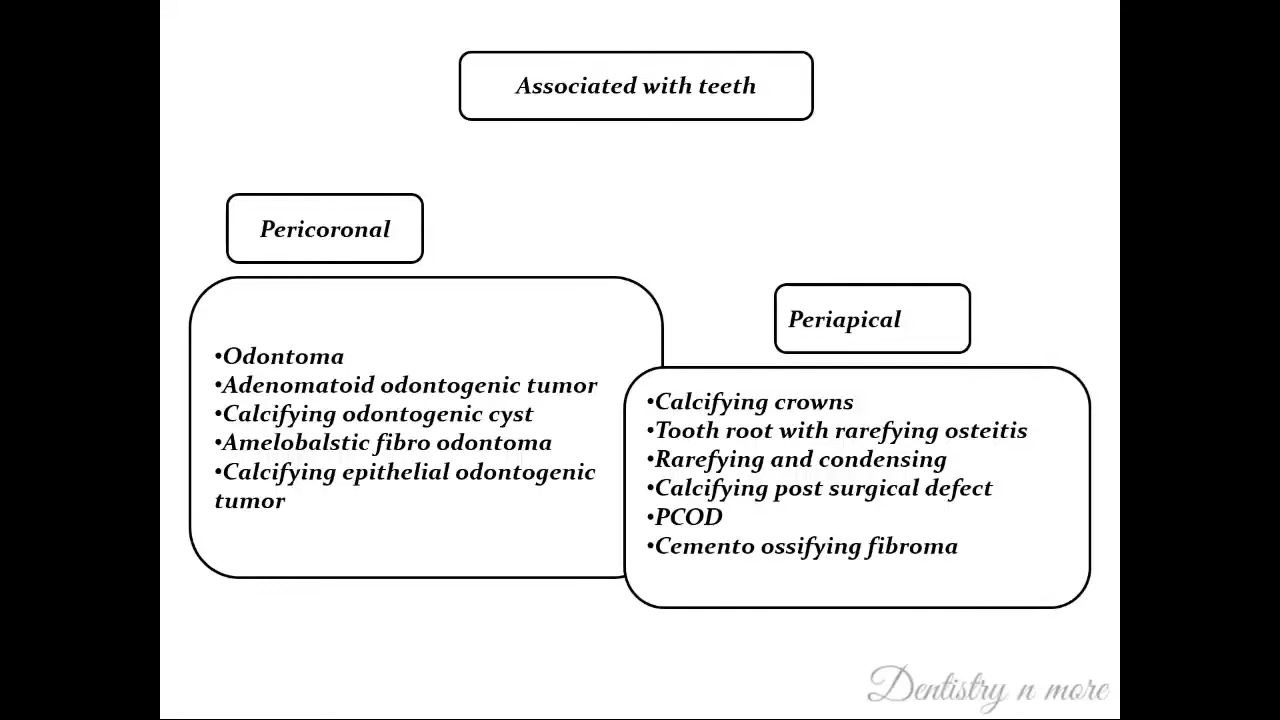 Associated with teeth
Pericoronal
•Odontoma
•Adenomatoid odontogenic tumor
•Calcifying odontogenic cyst
•Amelobalstic fibro odontoma
•Calcifying epithelial odontogenic
tumor
Periapical
•Calcifying crowns
•Tooth root with rarefying osteitis
•Rarefying and condensing
•Calcifying post surgical defect
•PCOD
•Cemento ossifying fibroma
Dentistry n more